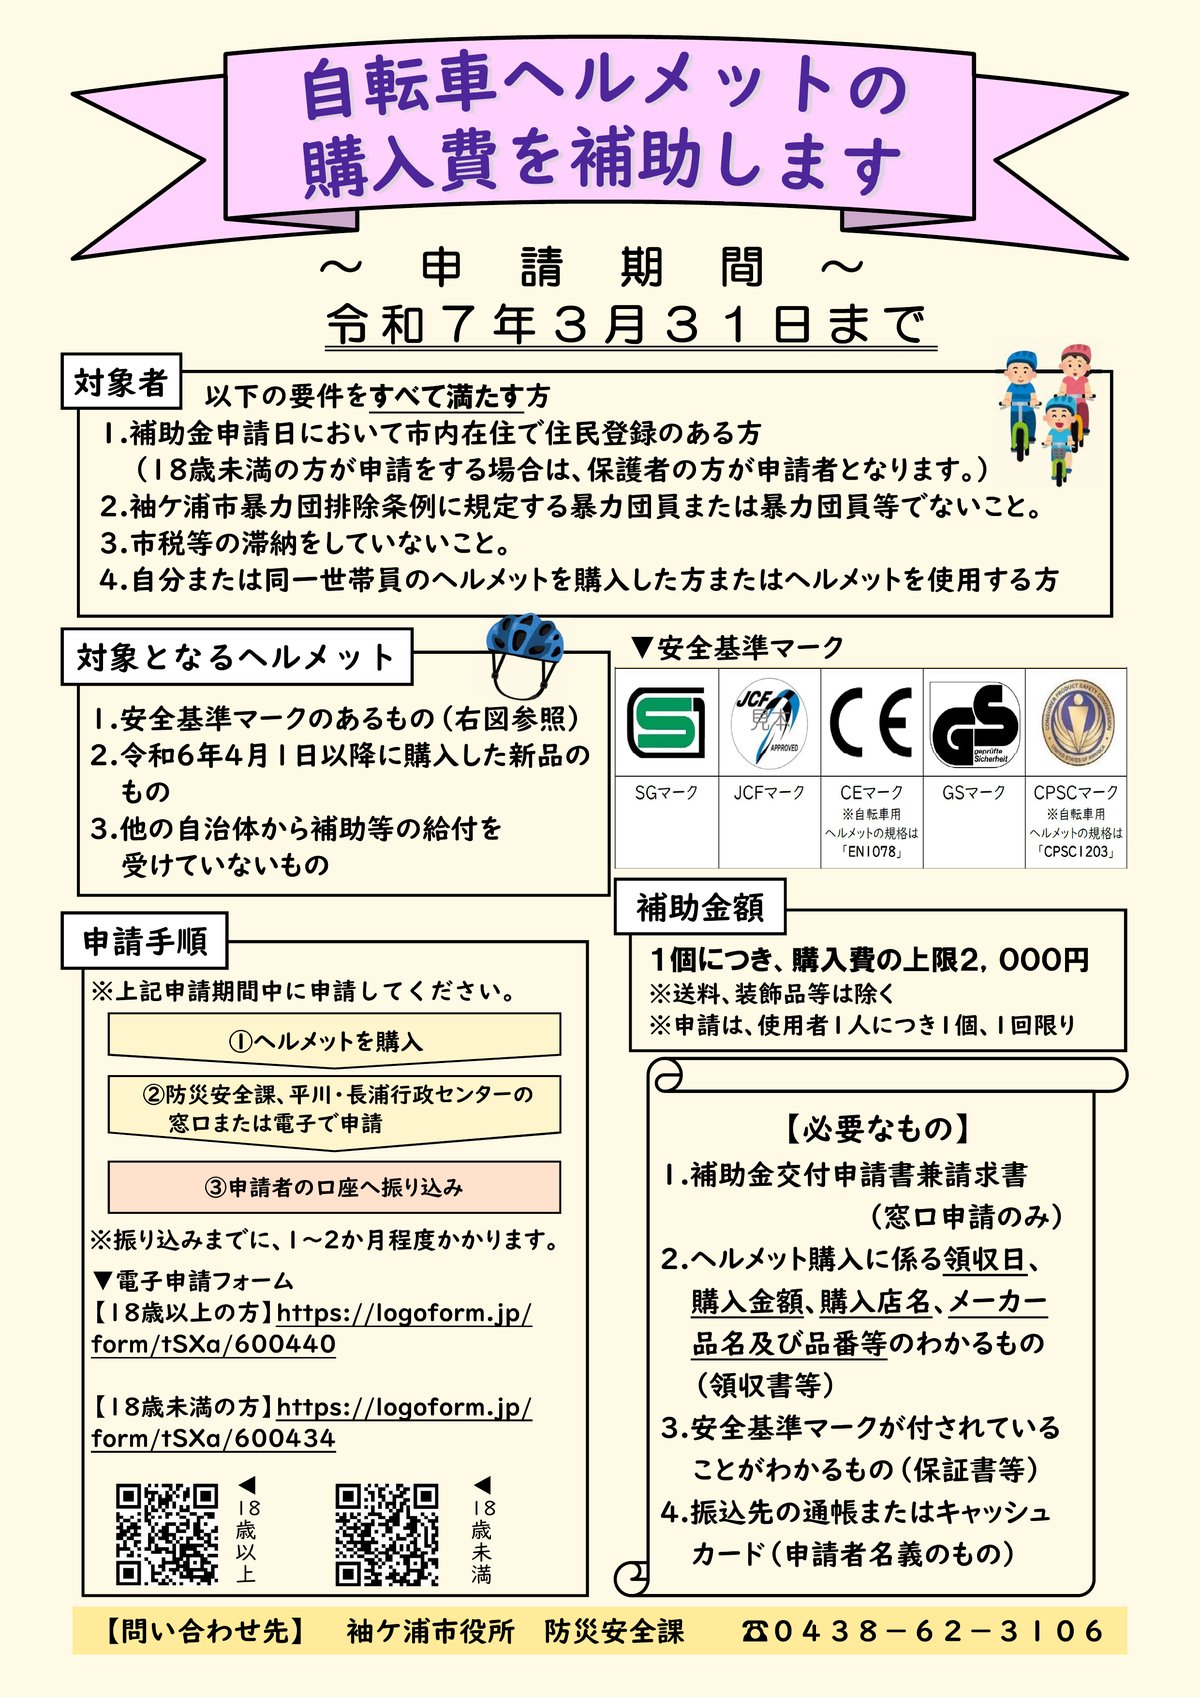 自転車ヘルメットの
購入費を補助します
～　申　請　期　間　～
令和７年３月３１日まで
対象者
以下の要件をすべて満たす方
1.補助金申請日において市内在住で住民登録のある方
（18歳未満の方が申請をする場合は、保護者の方が申請者となります。）
2.袖ケ浦市暴力団排除条例に規定する暴力団員または暴力団員等でないこと。
3.市税等の滞納をしていないこと。
4.自分または同一世帯員のヘルメットを購入した方またはヘルメットを使用する方
対象となるヘルメット
1.安全基準マークのあるもの（右図参照）
2.令和6年4月1日以降に購入した新品の
もの
3.他の自治体から補助等の給付を
受けていないもの
▼安全基準マーク
SG
JCF
見本
APPROVED
CE
GS
geprüfte
Sicherheit
CONSUMER PRODUCT SAFETY COMMISSION
UNITED STATES OF AMERICA
SGマーク
JCFマーク
CEマーク
※自転車用
ヘルメットの規格は
「EN1078」
GSマーク
CPSCマーク
※自転車用
ヘルメットの規格は
「CPSC1203」
申請手順
※上記申請期間中に申請してください。
①ヘルメットを購入
②防災安全課、平川・長浦行政センターの
窓口または電子で申請
③申請者の口座へ振り込み
※振り込みまでに、1～2か月程度かかります。
▼電子申請フォーム
【18歳以上の方】https://logoform.jp/
form/tSXa/600440
【18歳未満の方】https://logoform.jp/
form/tSXa/600434
◀18歳以上
◀18歳未満
補助金額
1個につき、購入費の上限2，000円
※送料、装飾品等は除く
※申請は、使用者1人につき1個、1回限り
【必要なもの】
1.補助金交付申請書兼請求書
（窓口申請のみ）
2.ヘルメット購入に係る領収日、
購入金額、購入店名、メーカー
品名及び品番等のわかるもの
（領収書等）
3.安全基準マークが付されている
ことがわかるもの（保証書等）
4.振込先の通帳またはキャッシュ
カード（申請者名義のもの）
【問い合わせ先】　袖ケ浦市役所　防災安全課　☎０４３８－６２－３１０６